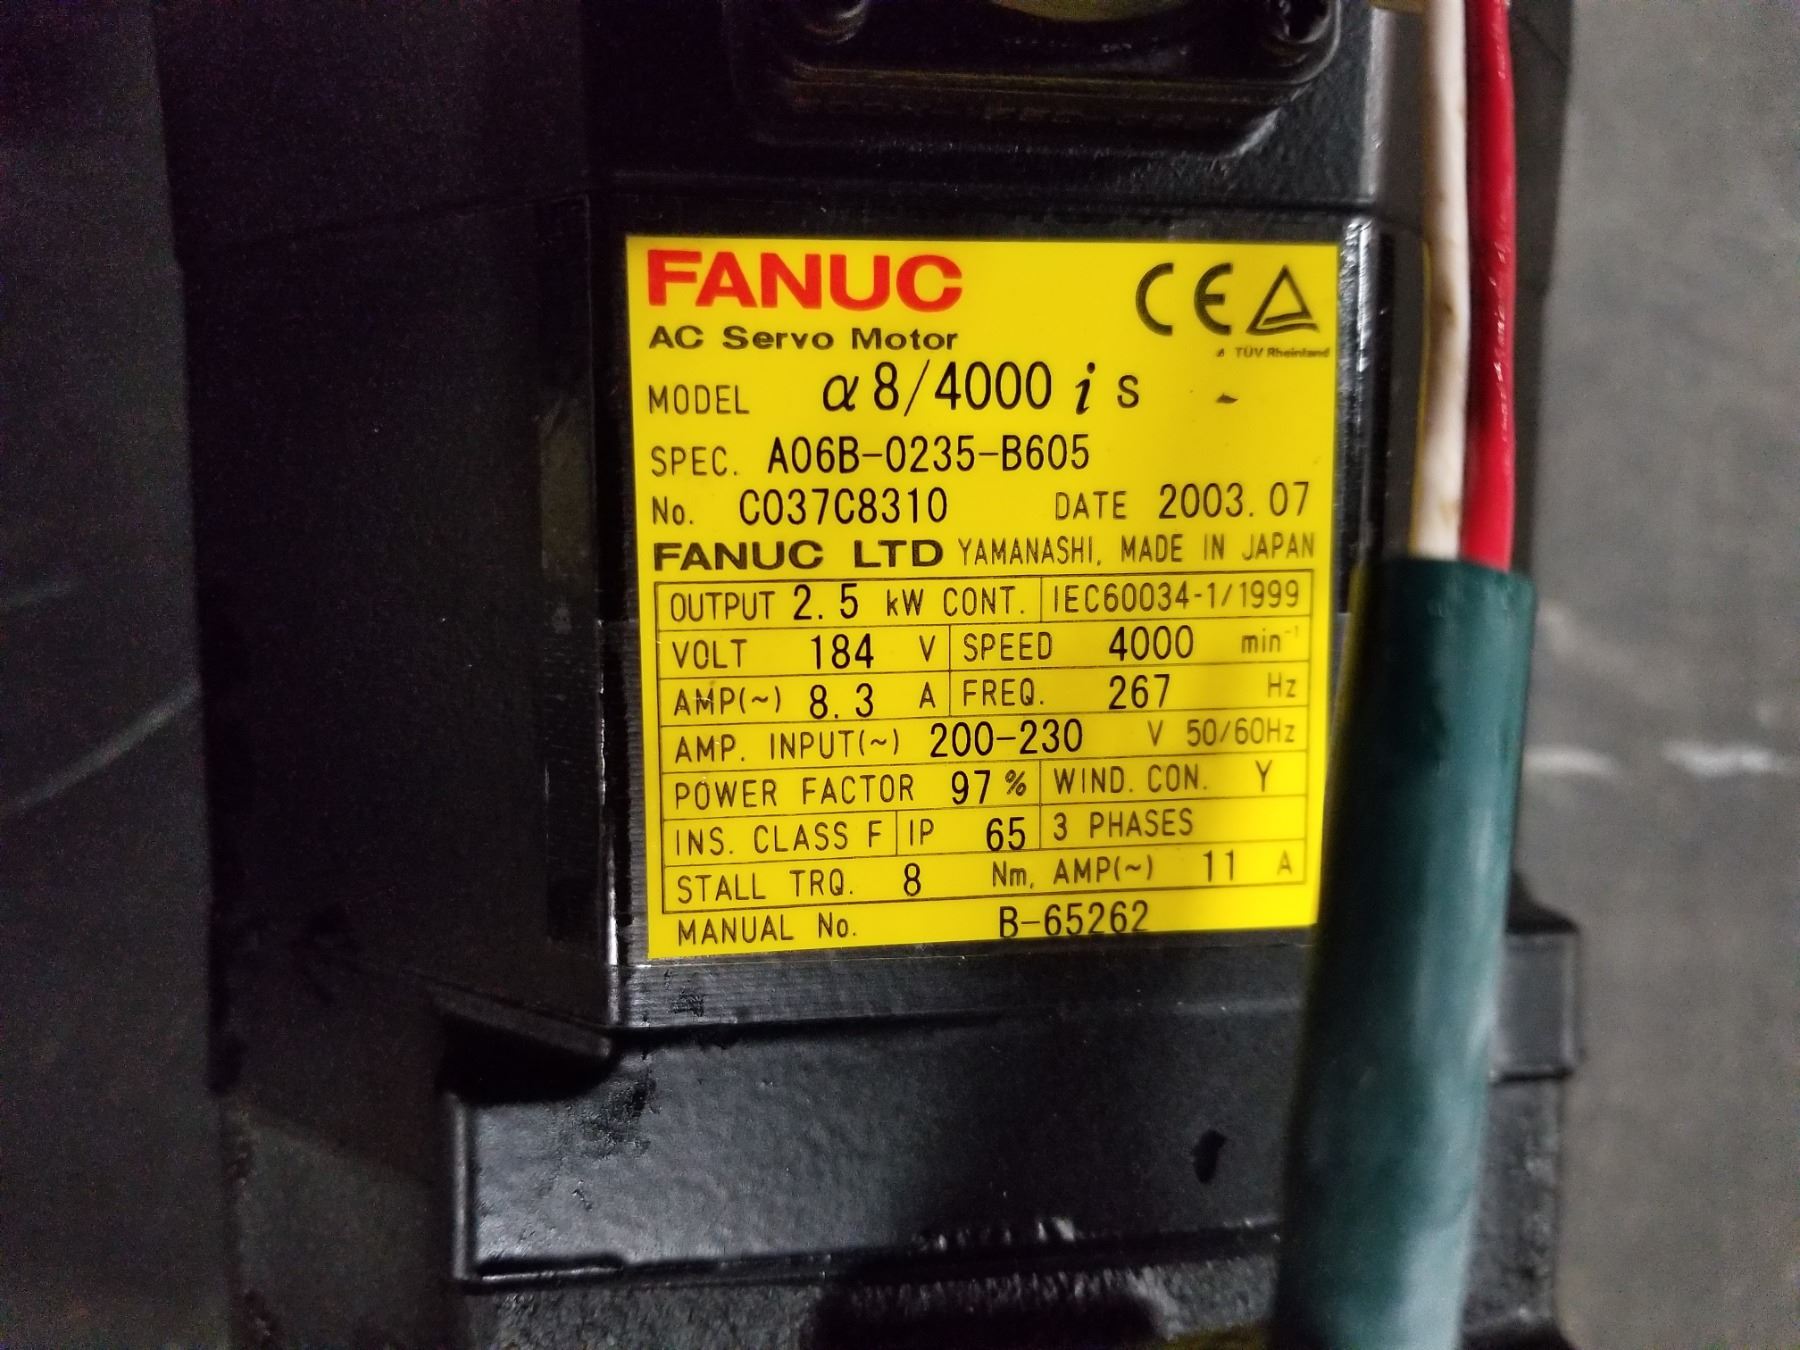 FANUC
CE
TÜV Rheinland
AC Servo Motor
MODEL α8/4000 i s
SPEC. A06B-0235-B605
No. C037C8310 DATE 2003.07
FANUC LTD YAMANASHI, MADE IN JAPAN
OUTPUT 2.5 kW CONT. IEC60034-1/1999
VOLT 184 V SPEED 4000 min⁻¹
AMP(~) 8.3 A FREQ. 267 Hz
AMP. INPUT(~) 200-230 V 50/60Hz
POWER FACTOR 97 % WIND. CON. Y
INS. CLASS F IP 65 3 PHASES
STALL TRQ. 8 Nm, AMP(~) 11 A
MANUAL No. B-65262